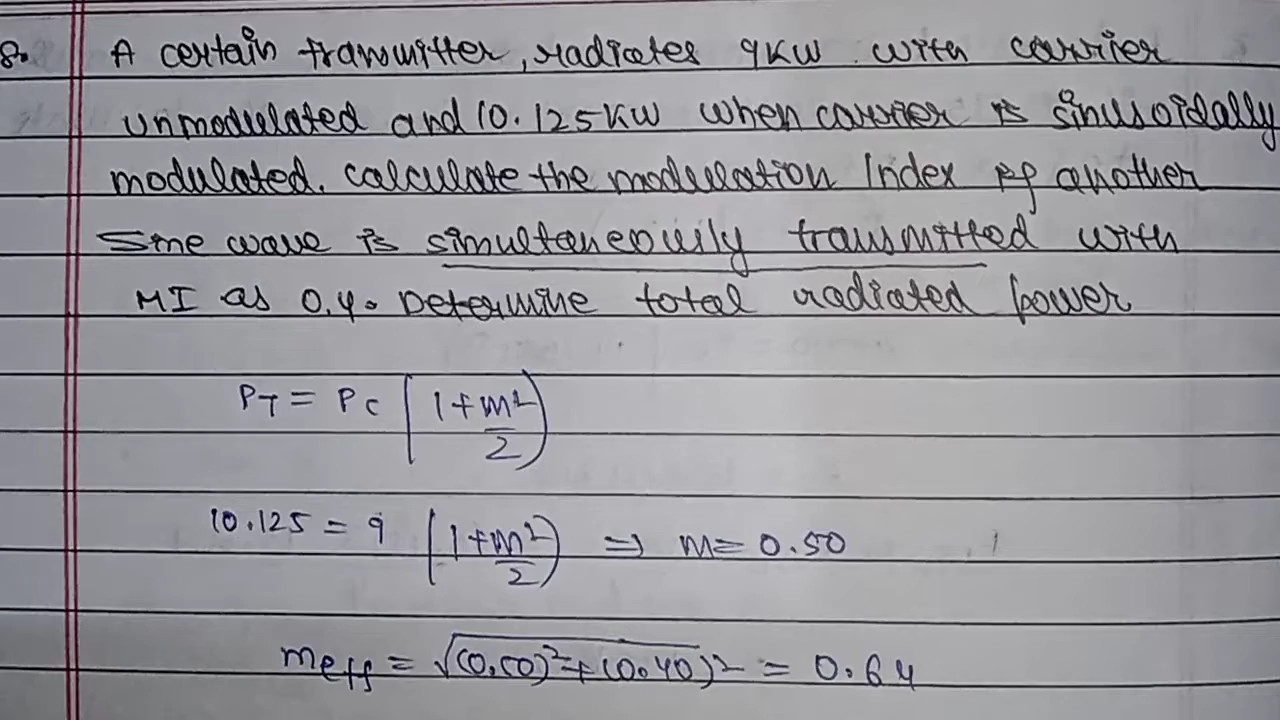 8. A certain transmitter, radiates 9KW with carrier
unmodulated and 10.125KW when carrier is sinusoidally
modulated. calculate the modulation Index If another
Sine wave is simultaneously transmitted with
MI as 0.4. Determine total radiated power
PT = Pc (1+m²/2)
10.125 = 9 (1+m²/2) ⇒ m = 0.50
meff = √(0.50)²+(0.40)² = 0.64